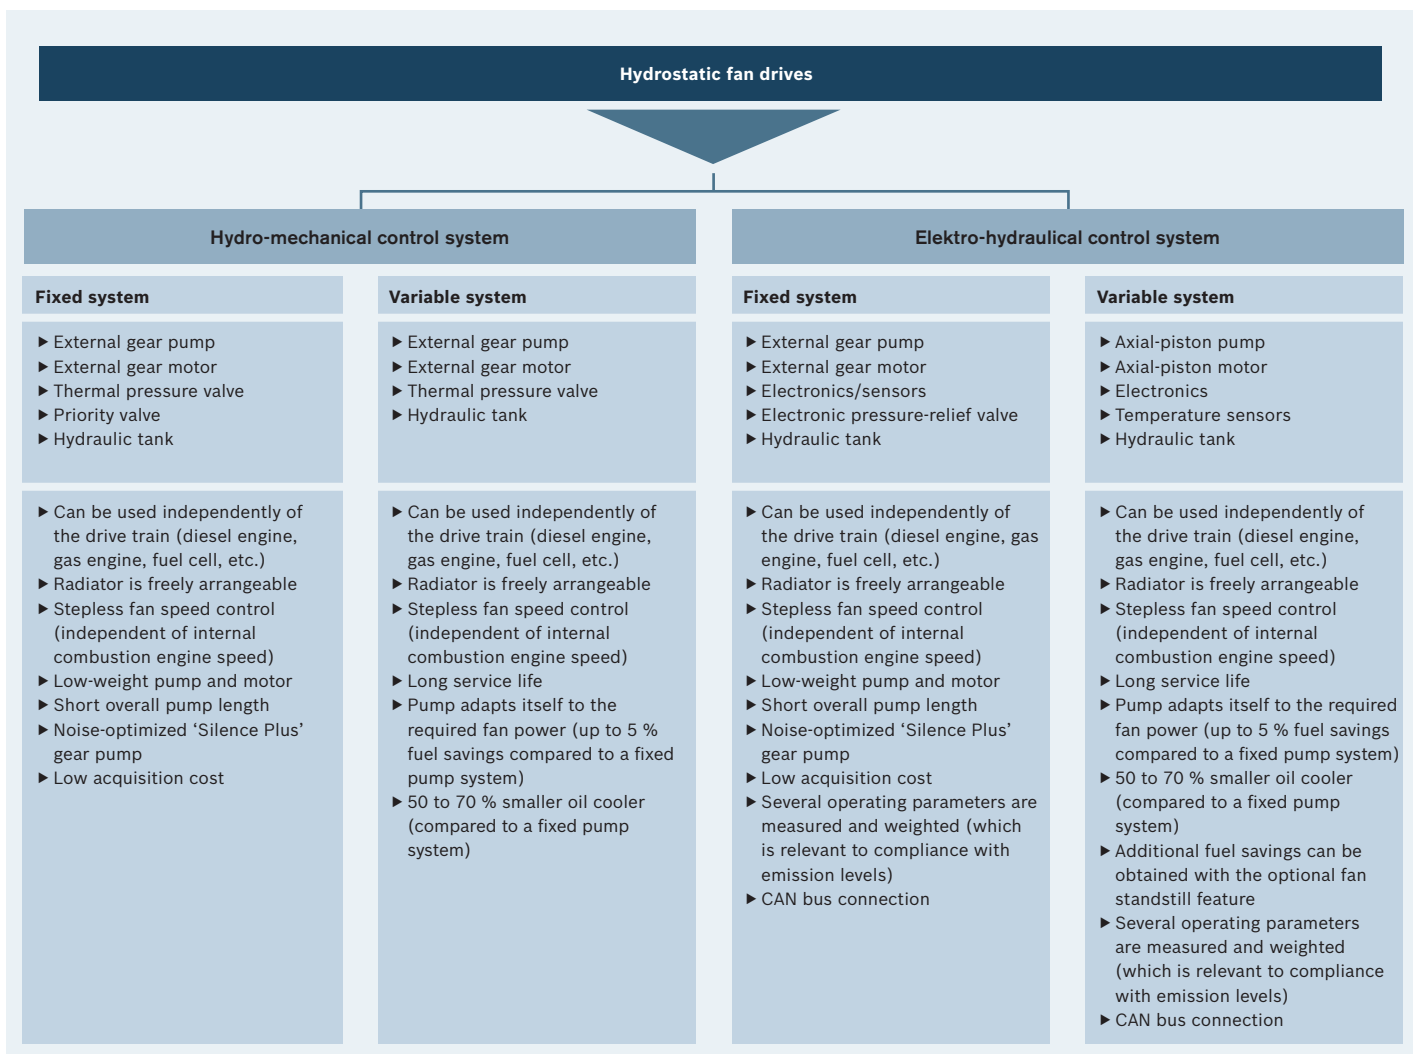 Hydrostatic fan drives
Hydro-mechanical control system
Fixed system
▶ External gear pump
▶ External gear motor
▶ Thermal pressure valve
▶ Priority valve
▶ Hydraulic tank
▶ Can be used independently of
the drive train (diesel engine,
gas engine, fuel cell, etc.)
▶ Radiator is freely arrangeable
▶ Stepless fan speed control
(independent of internal
combustion engine speed)
▶ Low-weight pump and motor
▶ Short overall pump length
▶ Noise-optimized ‘Silence Plus’
gear pump
▶ Low acquisition cost
Variable system
▶ External gear pump
▶ External gear motor
▶ Thermal pressure valve
▶ Hydraulic tank
▶ Can be used independently of
the drive train (diesel engine,
gas engine, fuel cell, etc.)
▶ Radiator is freely arrangeable
▶ Stepless fan speed control
(independent of internal
combustion engine speed)
▶ Long service life
▶ Pump adapts itself to the
required fan power (up to 5 %
fuel savings compared to a fixed
pump system)
▶ 50 to 70 % smaller oil cooler
(compared to a fixed pump
system)
Elektro-hydraulical control system
Fixed system
▶ External gear pump
▶ External gear motor
▶ Electronics/sensors
▶ Electronic pressure-relief valve
▶ Hydraulic tank
▶ Can be used independently of
the drive train (diesel engine, gas
engine, fuel cell, etc.)
▶ Radiator is freely arrangeable
▶ Stepless fan speed control
(independent of internal
combustion engine speed)
▶ Low-weight pump and motor
▶ Short overall pump length
▶ Noise-optimized ‘Silence Plus’
gear pump
▶ Low acquisition cost
▶ Several operating parameters are
measured and weighted (which
is relevant to compliance with
emission levels)
▶ CAN bus connection
Variable system
▶ Axial-piston pump
▶ Axial-piston motor
▶ Electronics
▶ Temperature sensors
▶ Hydraulic tank
▶ Can be used independently of
the drive train (diesel engine,
gas engine, fuel cell, etc.)
▶ Radiator is freely arrangeable
▶ Stepless fan speed control
(independent of internal
combustion engine speed)
▶ Long service life
▶ Pump adapts itself to the required
fan power (up to 5 % fuel savings
compared to a fixed pump system)
▶ 50 to 70 % smaller oil cooler
(compared to a fixed pump
system)
▶ Additional fuel savings can be
obtained with the optional fan
standstill feature
▶ Several operating parameters
are measured and weighted
(which is relevant to compliance
with emission levels)
▶ CAN bus connection